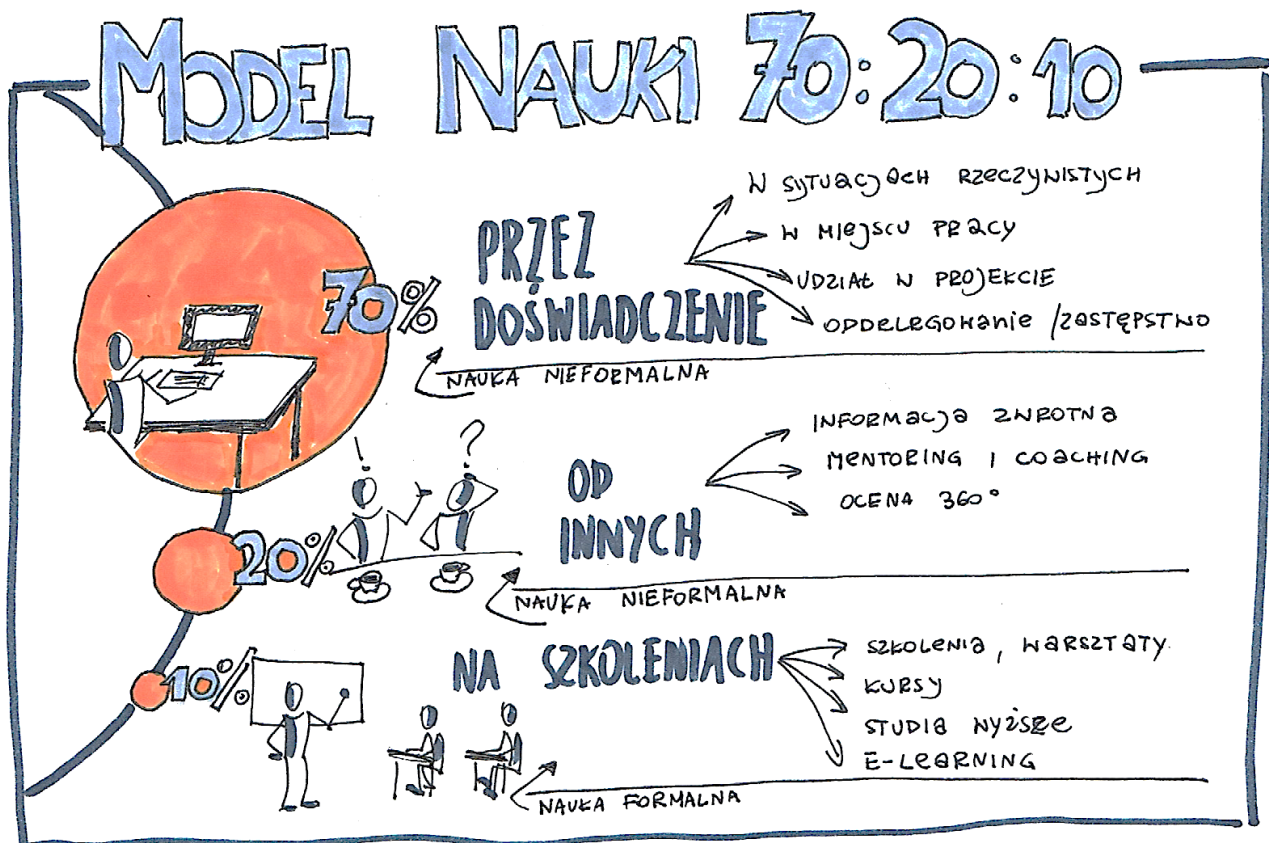 MODEL NAUKI 70:20:10
70%
PRZEZ
DOŚWIADCZENIE
W SYTUACJACH RZECZYWISTYCH
W MIEJSCU PRACY
UDZIAŁ W PROJEKCIE
ODDELEGOWANIE / ZASTĘPSTWO
NAUKA NIEFORMALNA
! ?
20%
OD
INNYCH
INFORMACJA ZWROTNA
MENTORING I COACHING
OCENA 360°
NAUKA NIEFORMALNA
10%
NA SZKOLENIACH
SZKOLENIA, WARSZTATY
KURSY
STUDIA WYŻSZE
E-LEARNING
NAUKA FORMALNA